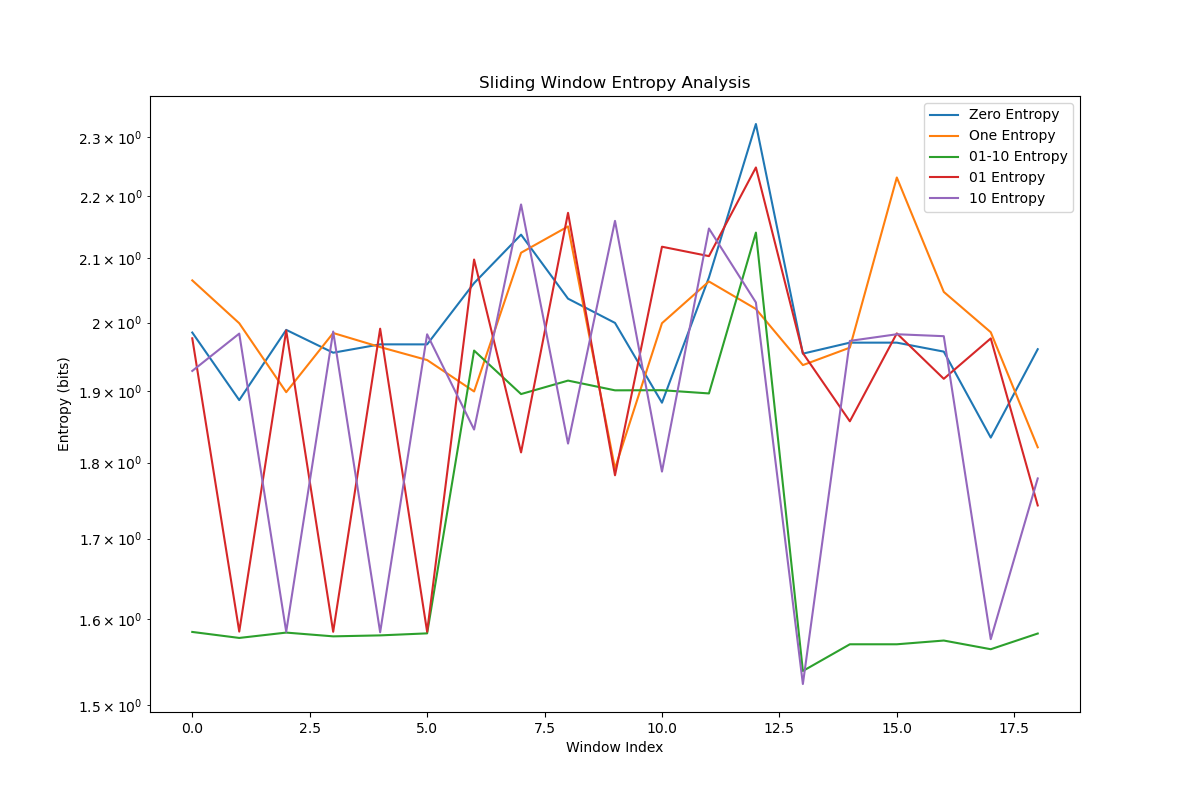 Sliding Window Entropy Analysis
Zero Entropy
One Entropy
01-10 Entropy
01 Entropy
10 Entropy
2.3 × 10⁰
2.2 × 10⁰
2.1 × 10⁰
2 × 10⁰
1.9 × 10⁰
1.8 × 10⁰
1.7 × 10⁰
1.6 × 10⁰
1.5 × 10⁰
Entropy (bits)
0.0 2.5 5.0 7.5 10.0 12.5 15.0 17.5
Window Index